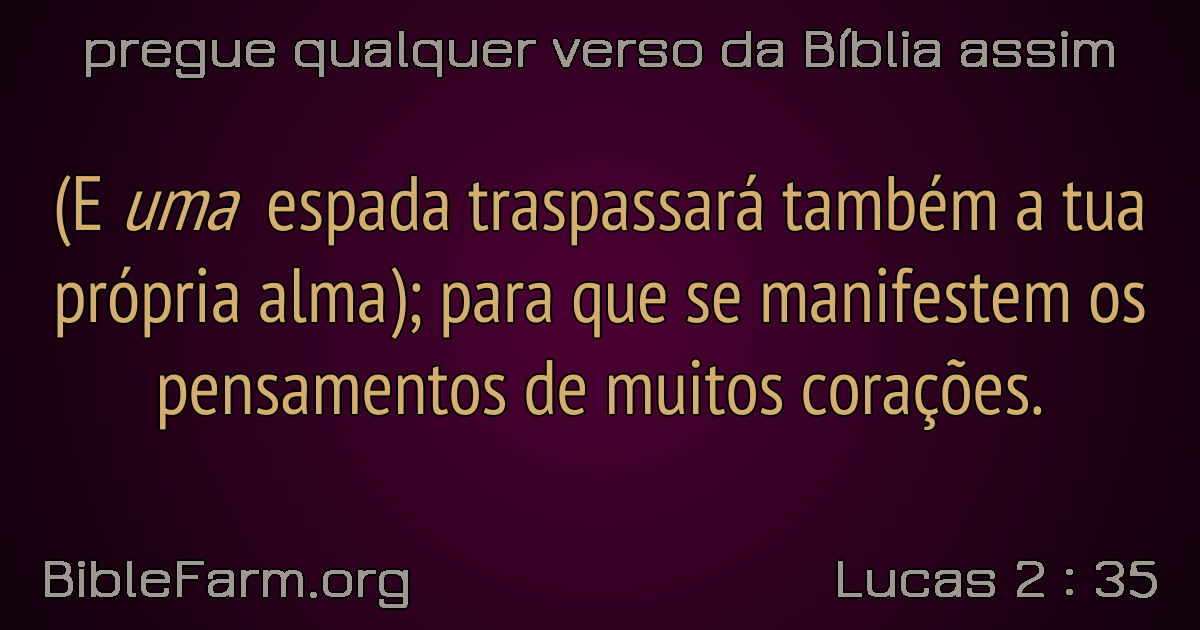 pregue qualquer verso da Bíblia assim
(E uma espada traspassará também a tua
própria alma); para que se manifestem os
pensamentos de muitos corações.
BibleFarm.org
Lucas 2 : 35